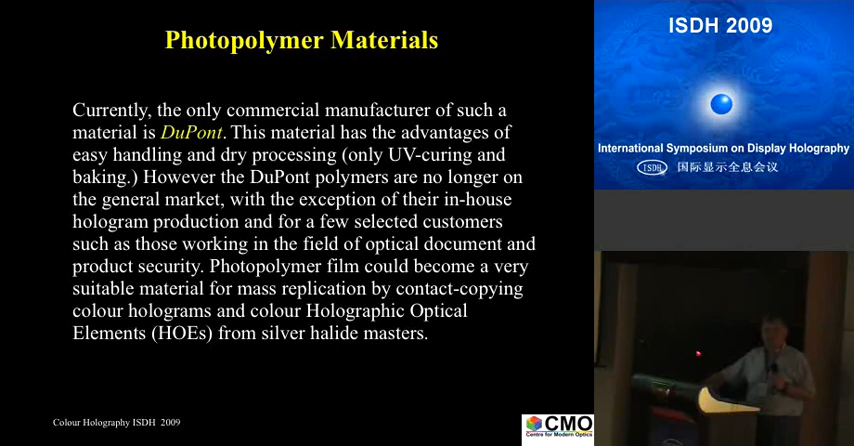 Photopolymer Materials
Currently, the only commercial manufacturer of such a
material is DuPont. This material has the advantages of
easy handling and dry processing (only UV-curing and
baking.) However the DuPont polymers are no longer on
the general market, with the exception of their in-house
hologram production and for a few selected customers
such as those working in the field of optical document and
product security. Photopolymer film could become a very
suitable material for mass replication by contact-copying
colour holograms and colour Holographic Optical
Elements (HOEs) from silver halide masters.
Colour Holography ISDH 2009
CMO
Centre for Modern Optics
ISDH 2009
International Symposium on Display Holography
ISDH 国际显示全息会议